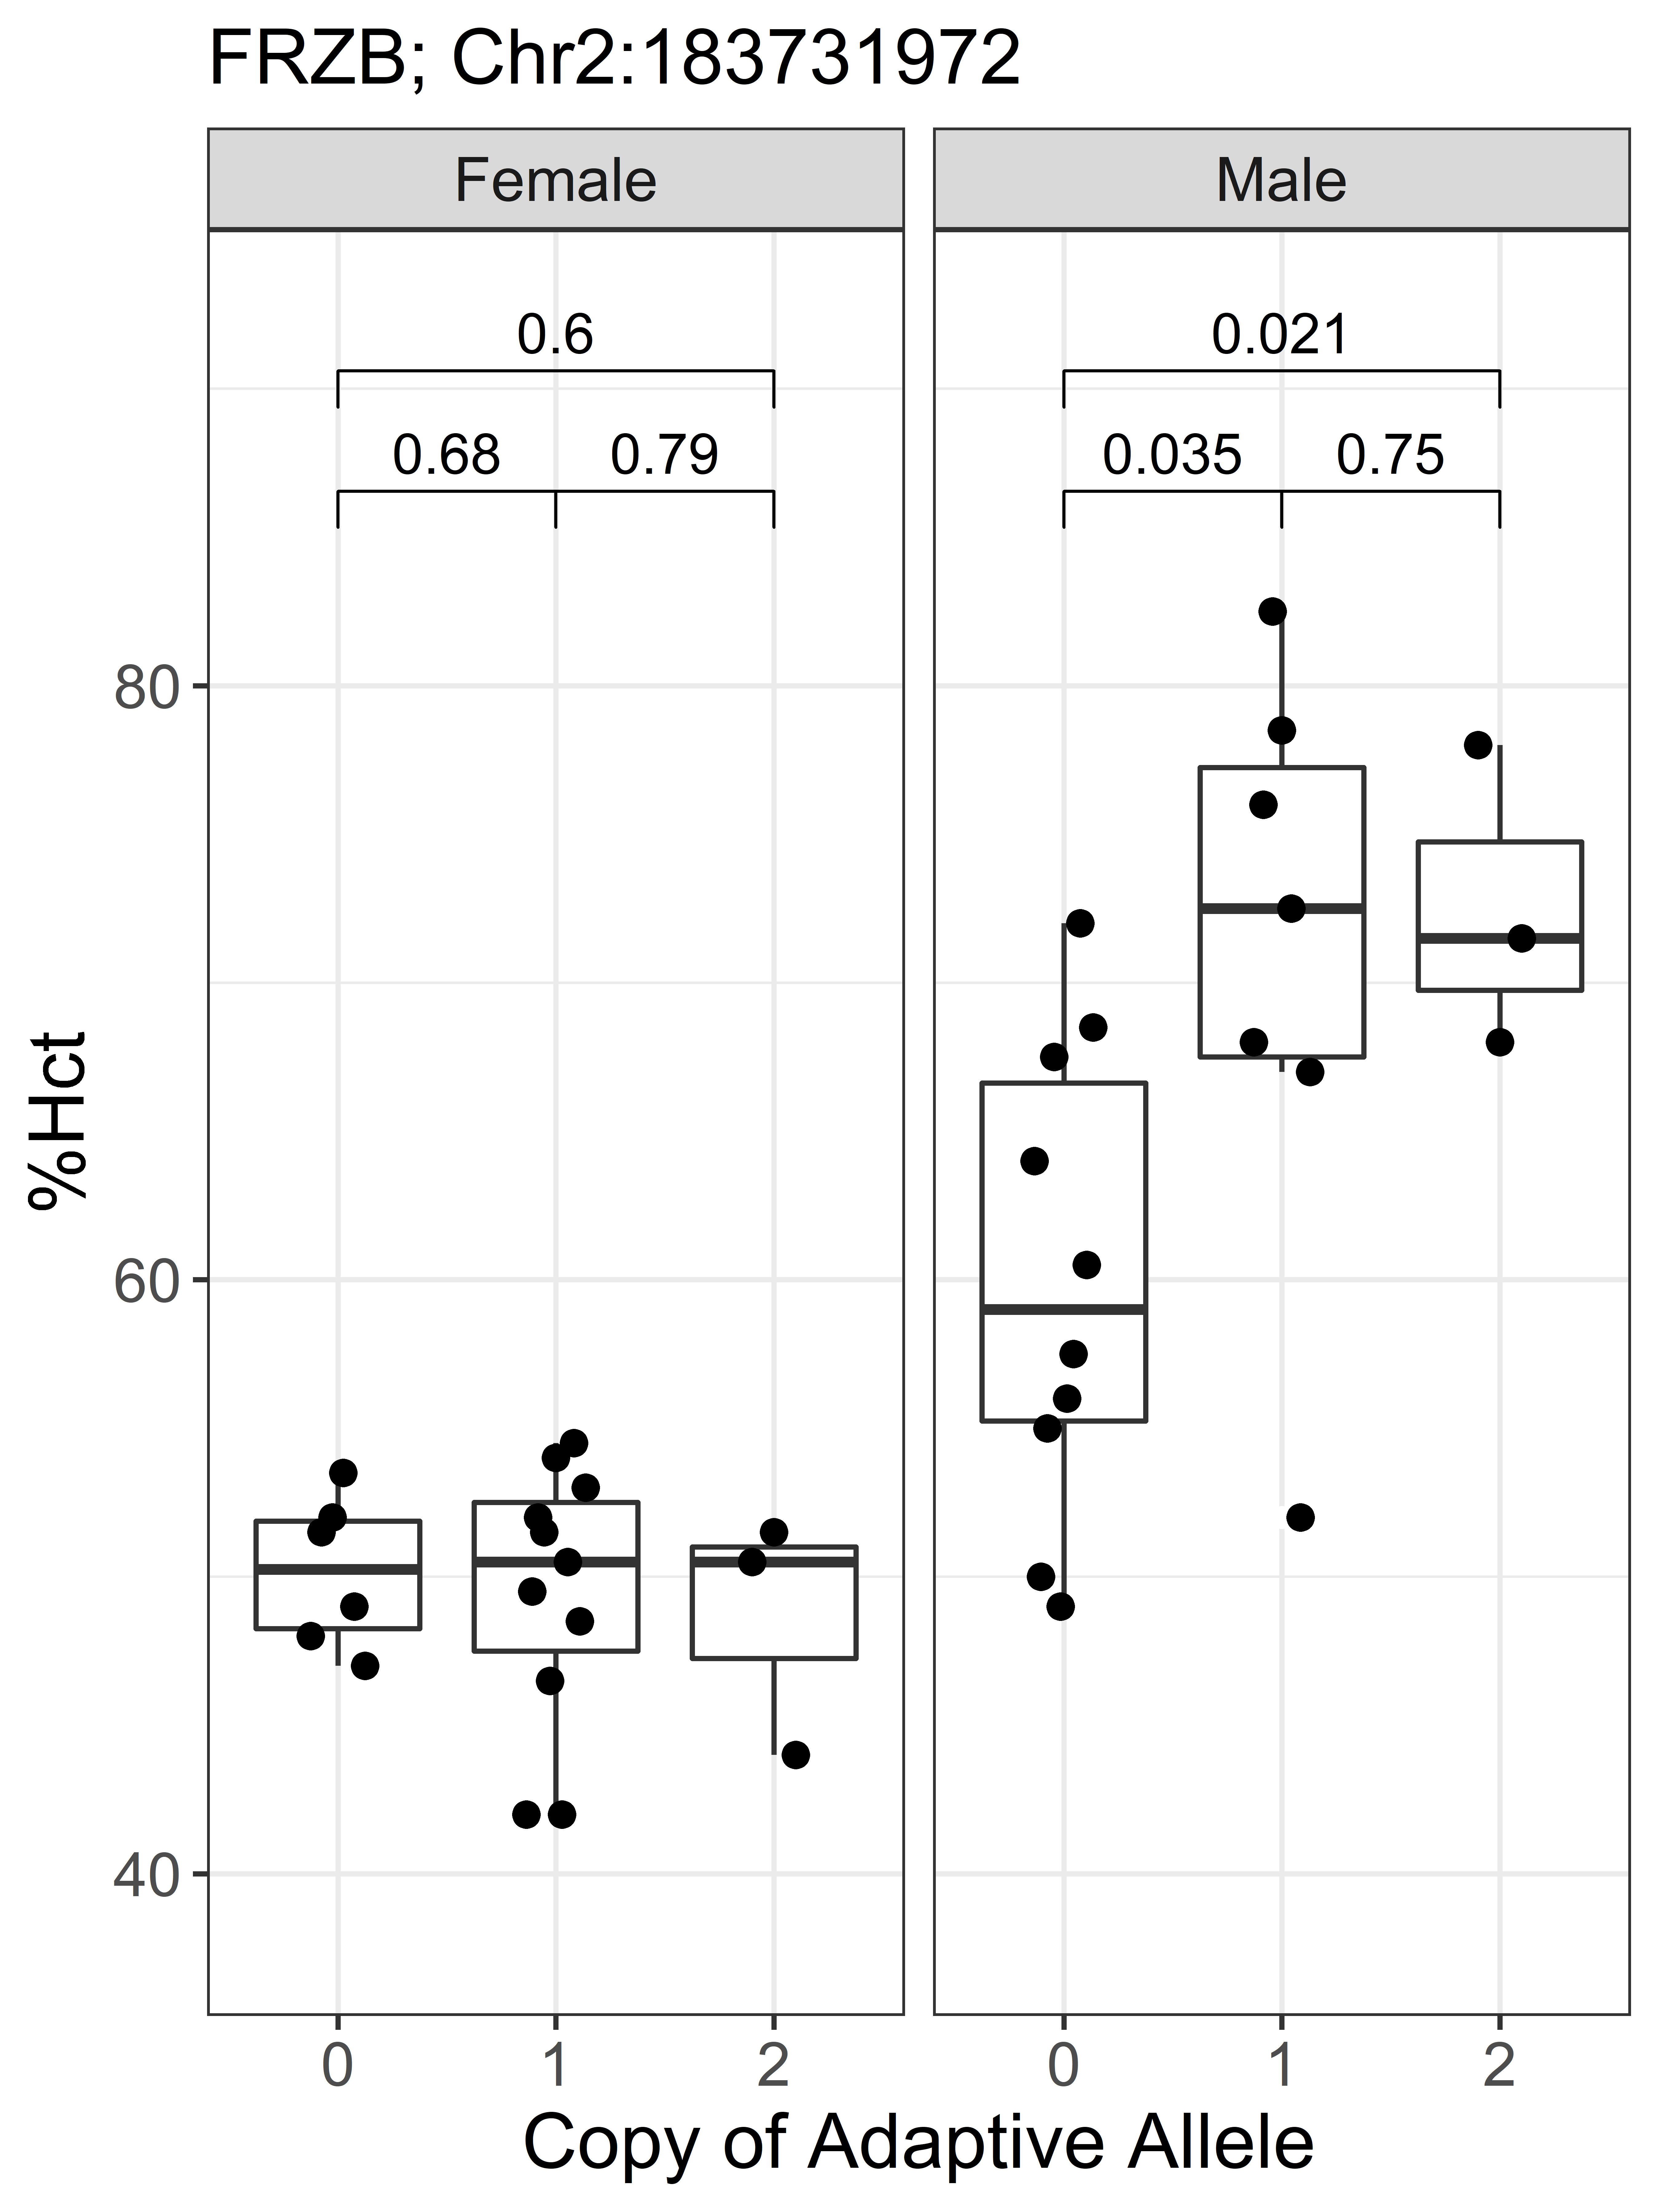 FRZB; Chr2:183731972
Female Male
0.6 0.021
0.68 0.79 0.035 0.75
80
60
40
%Hct
0 1 2 0 1 2
Copy of Adaptive Allele